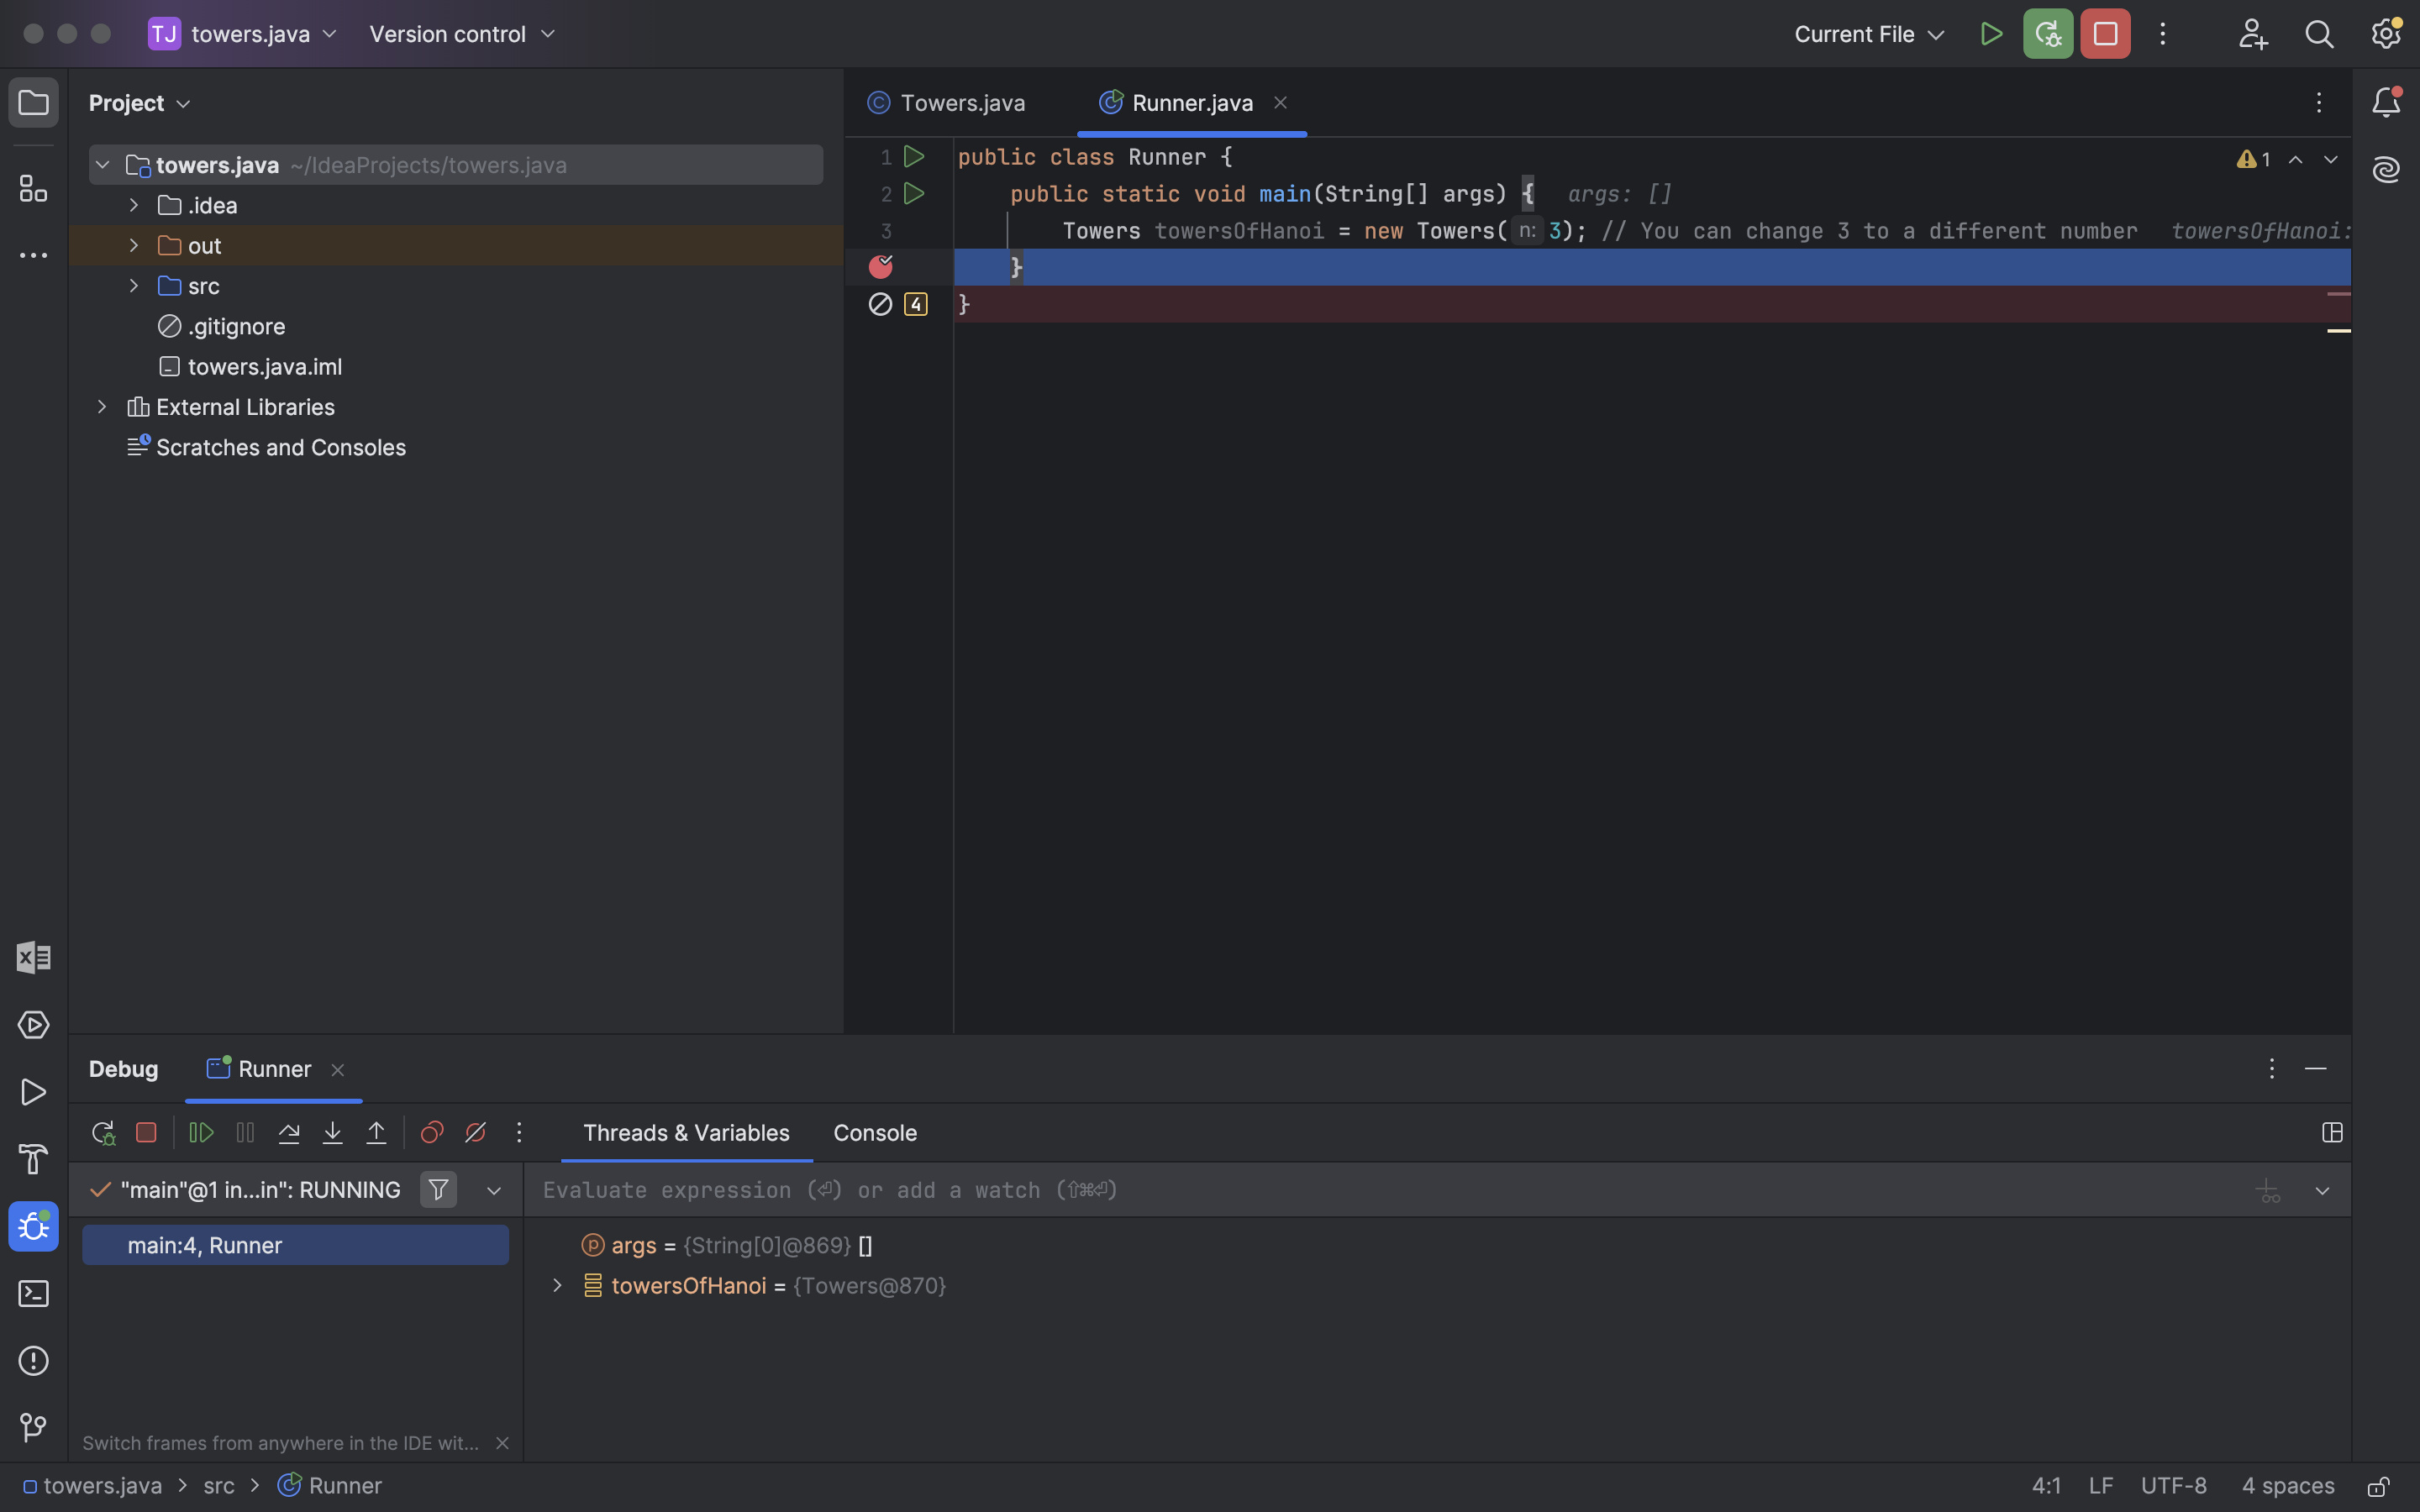 TJ towers.java Version control Current File
Project
Towers.java Runner.java
towers.java ~/IdeaProjects/towers.java
.idea
out
src
.gitignore
towers.java.iml
External Libraries
Scratches and Consoles
1 public class Runner {
2 public static void main(String[] args) { args: []
3 Towers towersOfHanoi = new Towers( n: 3); // You can change 3 to a different number towersOfHanoi:
}
4 }
1
Debug Runner
Threads & Variables Console
"main"@1 in...in": RUNNING
Evaluate expression (⏎) or add a watch (⇧⌘⏎)
main:4, Runner
args = {String[0]@869} []
towersOfHanoi = {Towers@870}
Switch frames from anywhere in the IDE wit...
towers.java > src > Runner
4:1 LF UTF-8 4 spaces